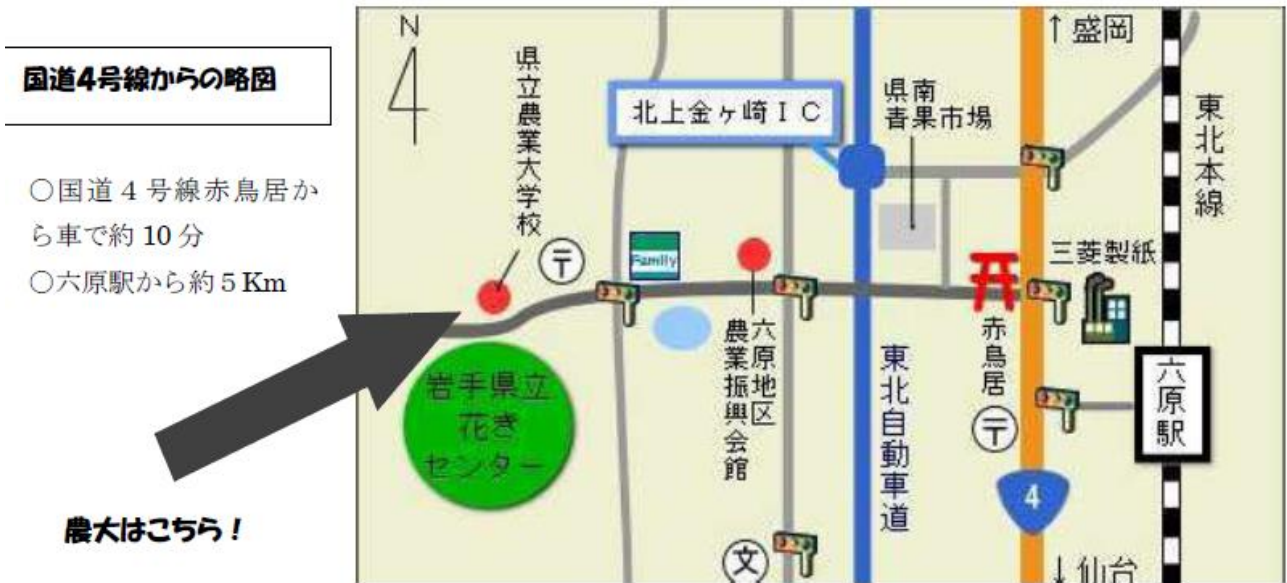 国道4号線からの略図
○国道4号線赤鳥居か
ら車で約10分
○六原駅から約5Km
農大はこちら!
N
県立農業大学校
〒
Family
北上金ヶ崎IC
県南
青果市場
↑盛岡
東北本線
三菱製紙
赤鳥居
〒
六原駅
六原地区
農業振興会館
東北自動車道
岩手県立
花き
センター
4
文
↓仙台